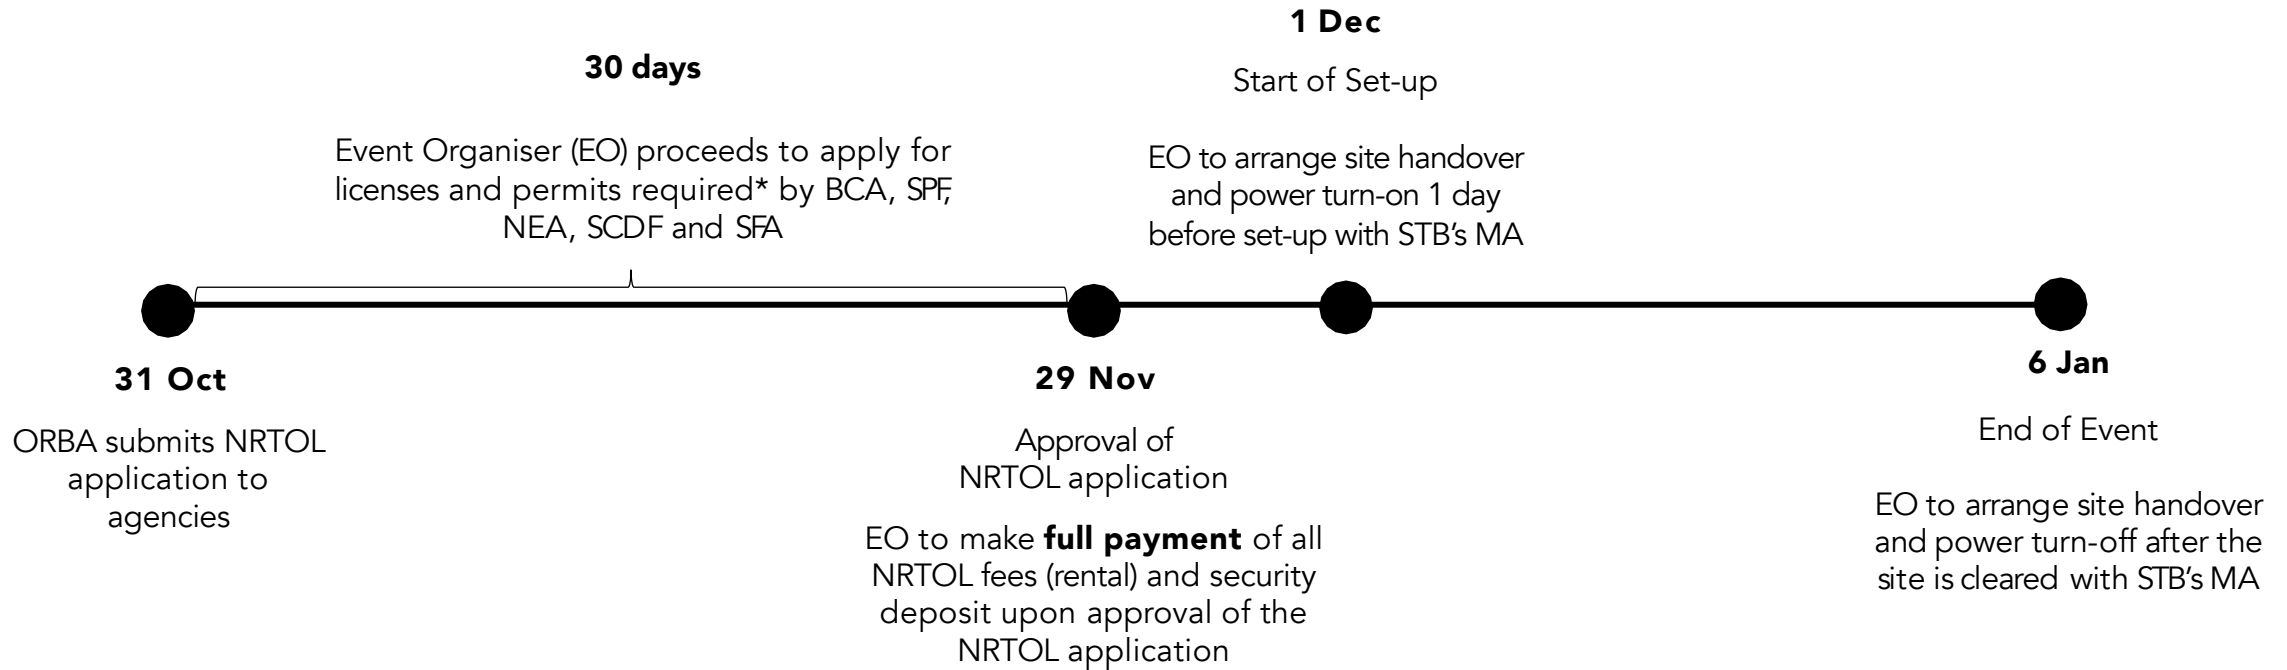 30 days
Event Organiser (EO) proceeds to apply for
licenses and permits required* by BCA, SPF,
NEA, SCDF and SFA
1 Dec
Start of Set-up
EO to arrange site handover
and power turn-on 1 day
before set-up with STB's MA
31 Oct
ORBA submits NRTOL
application to
agencies
29 Nov
Approval of
NRTOL application
EO to make full payment of all
NRTOL fees (rental) and security
deposit upon approval of the
NRTOL application
6 Jan
End of Event
EO to arrange site handover
and power turn-off after the
site is cleared with STB's MA